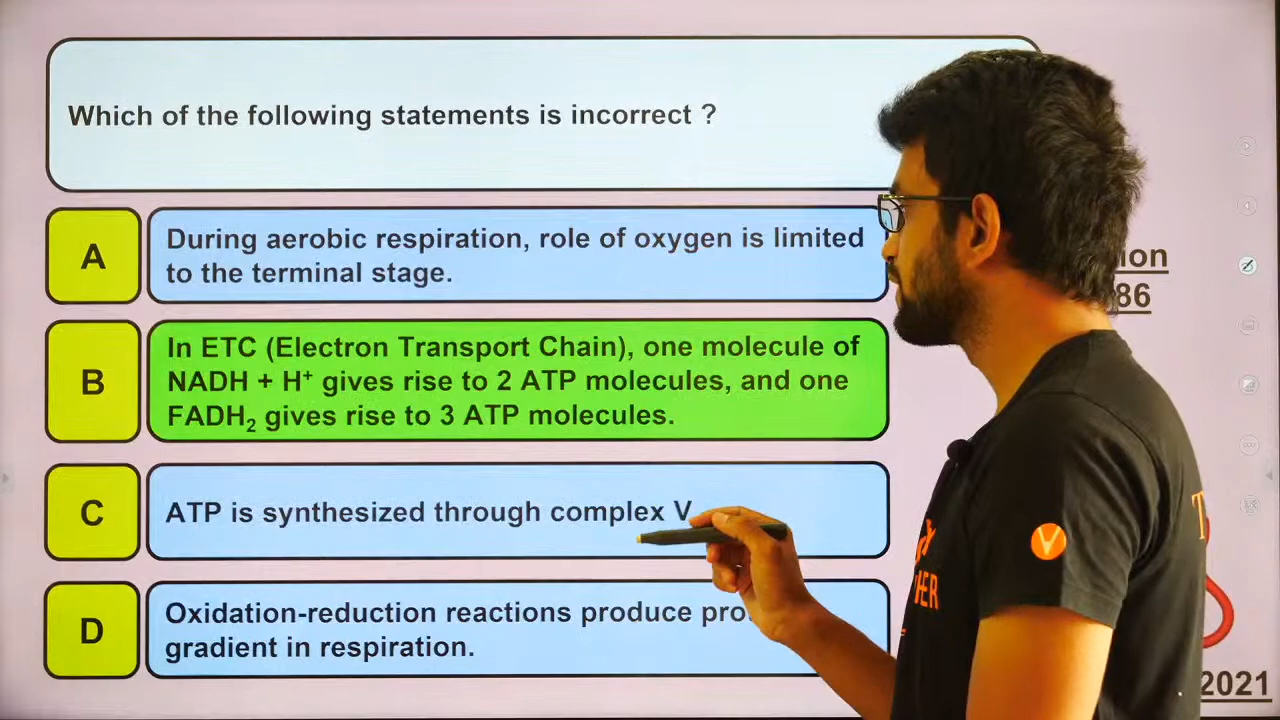 Which of the following statements is incorrect ?
A
During aerobic respiration, role of oxygen is limited
to the terminal stage.
B
In ETC (Electron Transport Chain), one molecule of
NADH + H⁺ gives rise to 2 ATP molecules, and one
FADH₂ gives rise to 3 ATP molecules.
C
ATP is synthesized through complex V
D
Oxidation-reduction reactions produce
gradient in respiration.
86
2021
V